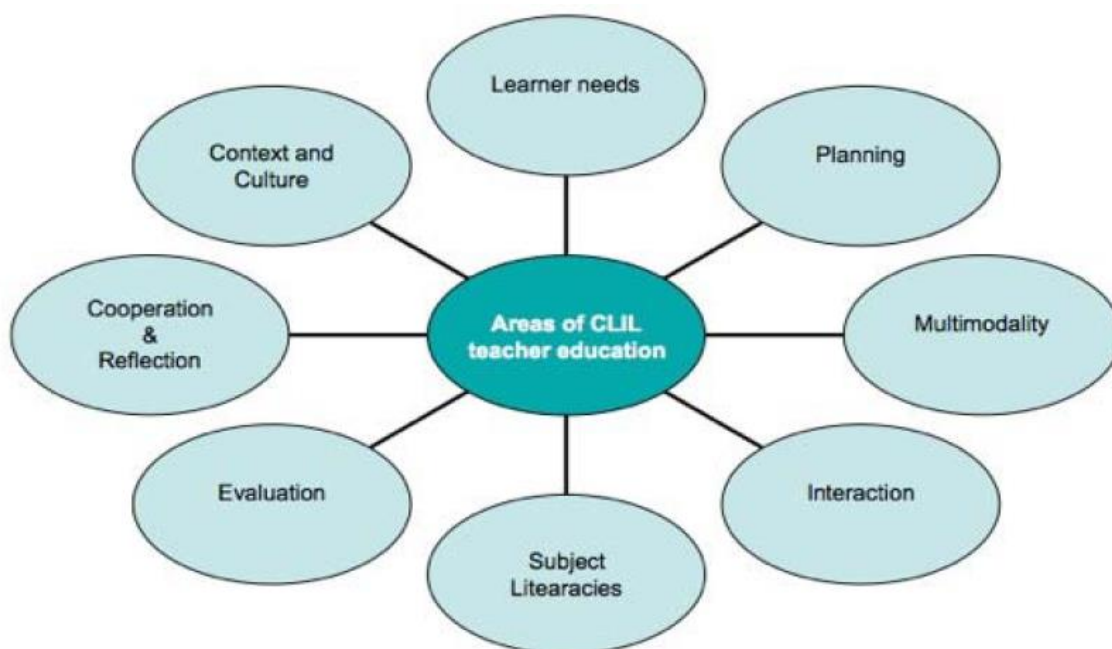 Learner needs
Context and
Culture
Planning
Cooperation
&
Reflection
Areas of CLIL
teacher education
Multimodality
Evaluation
Interaction
Subject
Litearacies